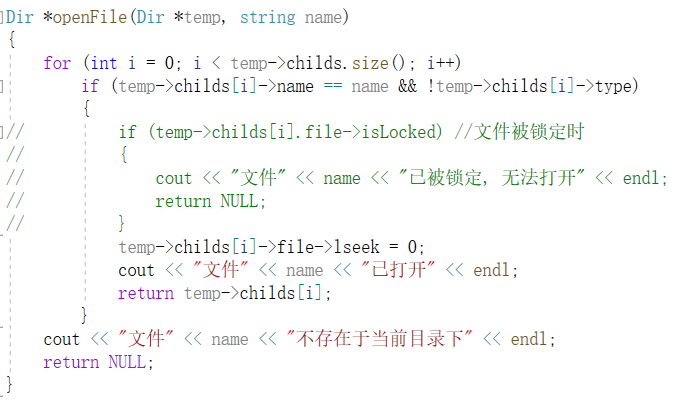 Dir *openFile(Dir *temp, string name)
{
    for (int i = 0; i < temp->childs.size(); i++)
        if (temp->childs[i]->name == name && !temp->childs[i]->type)
        {
//          if (temp->childs[i].file->isLocked) //文件被锁定时
//          {
//              cout << "文件" << name << "已被锁定, 无法打开" << endl;
//              return NULL;
//          }
            temp->childs[i]->file->lseek = 0;
            cout << "文件" << name << "已打开" << endl;
            return temp->childs[i];
        }
    cout << "文件" << name << "不存在于当前目录下" << endl;
    return NULL;
}